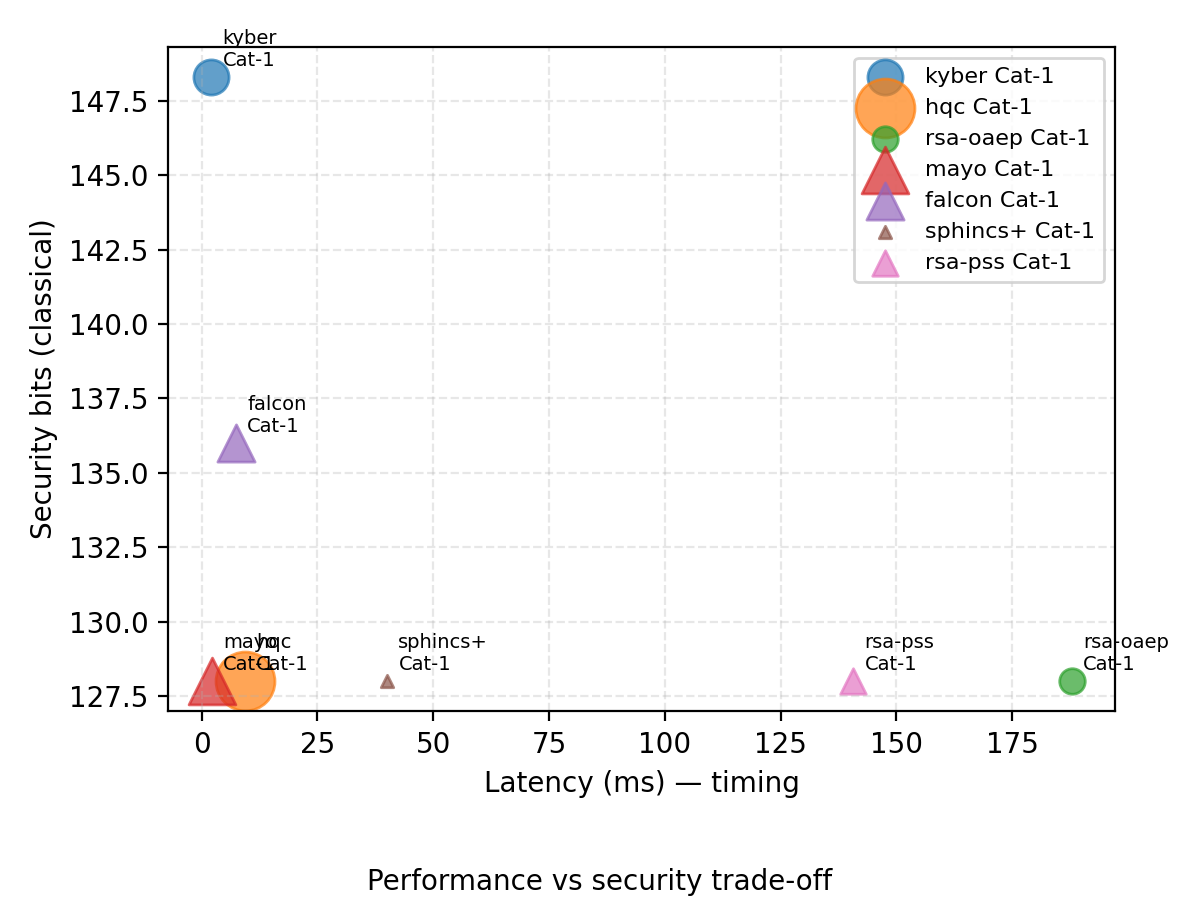 kyber
Cat-1
kyber Cat-1
hqc Cat-1
rsa-oaep Cat-1
mayo Cat-1
falcon Cat-1
sphincs+ Cat-1
rsa-pss Cat-1
147.5
145.0
142.5
140.0
137.5
135.0
132.5
130.0
127.5
Security bits (classical)
falcon
Cat-1
mayo
Cat-1
hqc
Cat-1
sphincs+
Cat-1
rsa-pss
Cat-1
rsa-oaep
Cat-1
0 25 50 75 100 125 150 175
Latency (ms) — timing
Performance vs security trade-off